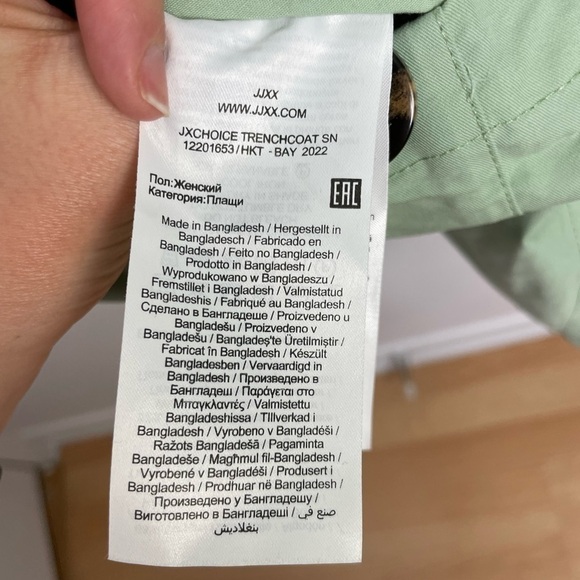 JJXX
WWW.JJXX.COM
JXCHOICE TRENCHCOAT SN
12201653/HKT - BAY 2022
Пол:Женский
Категория:Плащи
EAC
Made in Bangladesh / Hergestellt in
Bangladesch / Fabricado en
Bangladesh / Feito no Bangladesh /
Prodotto in Bangladesh /
Wyprodukowano w Bangladeszu /
Fremstillet i Bangladesh / Valmistatud
Bangladeshis / Fabriqué au Bangladesh /
Сделано в Бангладеше / Proizvedeno u
Bangladešu / Proizvedeno v
Bangladešu / Bangladeş'te Üretilmiştir /
Fabricat în Bangladesh / Készült
Bangladesben / Vervaardigd in
Bangladesh / Произведено в
Бангладеш / Παράγεται στο
Μπαγκλαντές / Valmistettu
Bangladeshissa / Tillverkad i
Bangladesh / Vyrobeno v Bangladéši /
Ražots Bangladešā / Pagaminta
Bangladeše / Magħmul fil-Bangladesh /
Vyrobené v Bangladéši / Produsert i
Bangladesh / Prodhuar në Bangladesh /
Произведено у Бангладешу /
Виготовлено в Бангладеші / صنع في
بنغلاديش